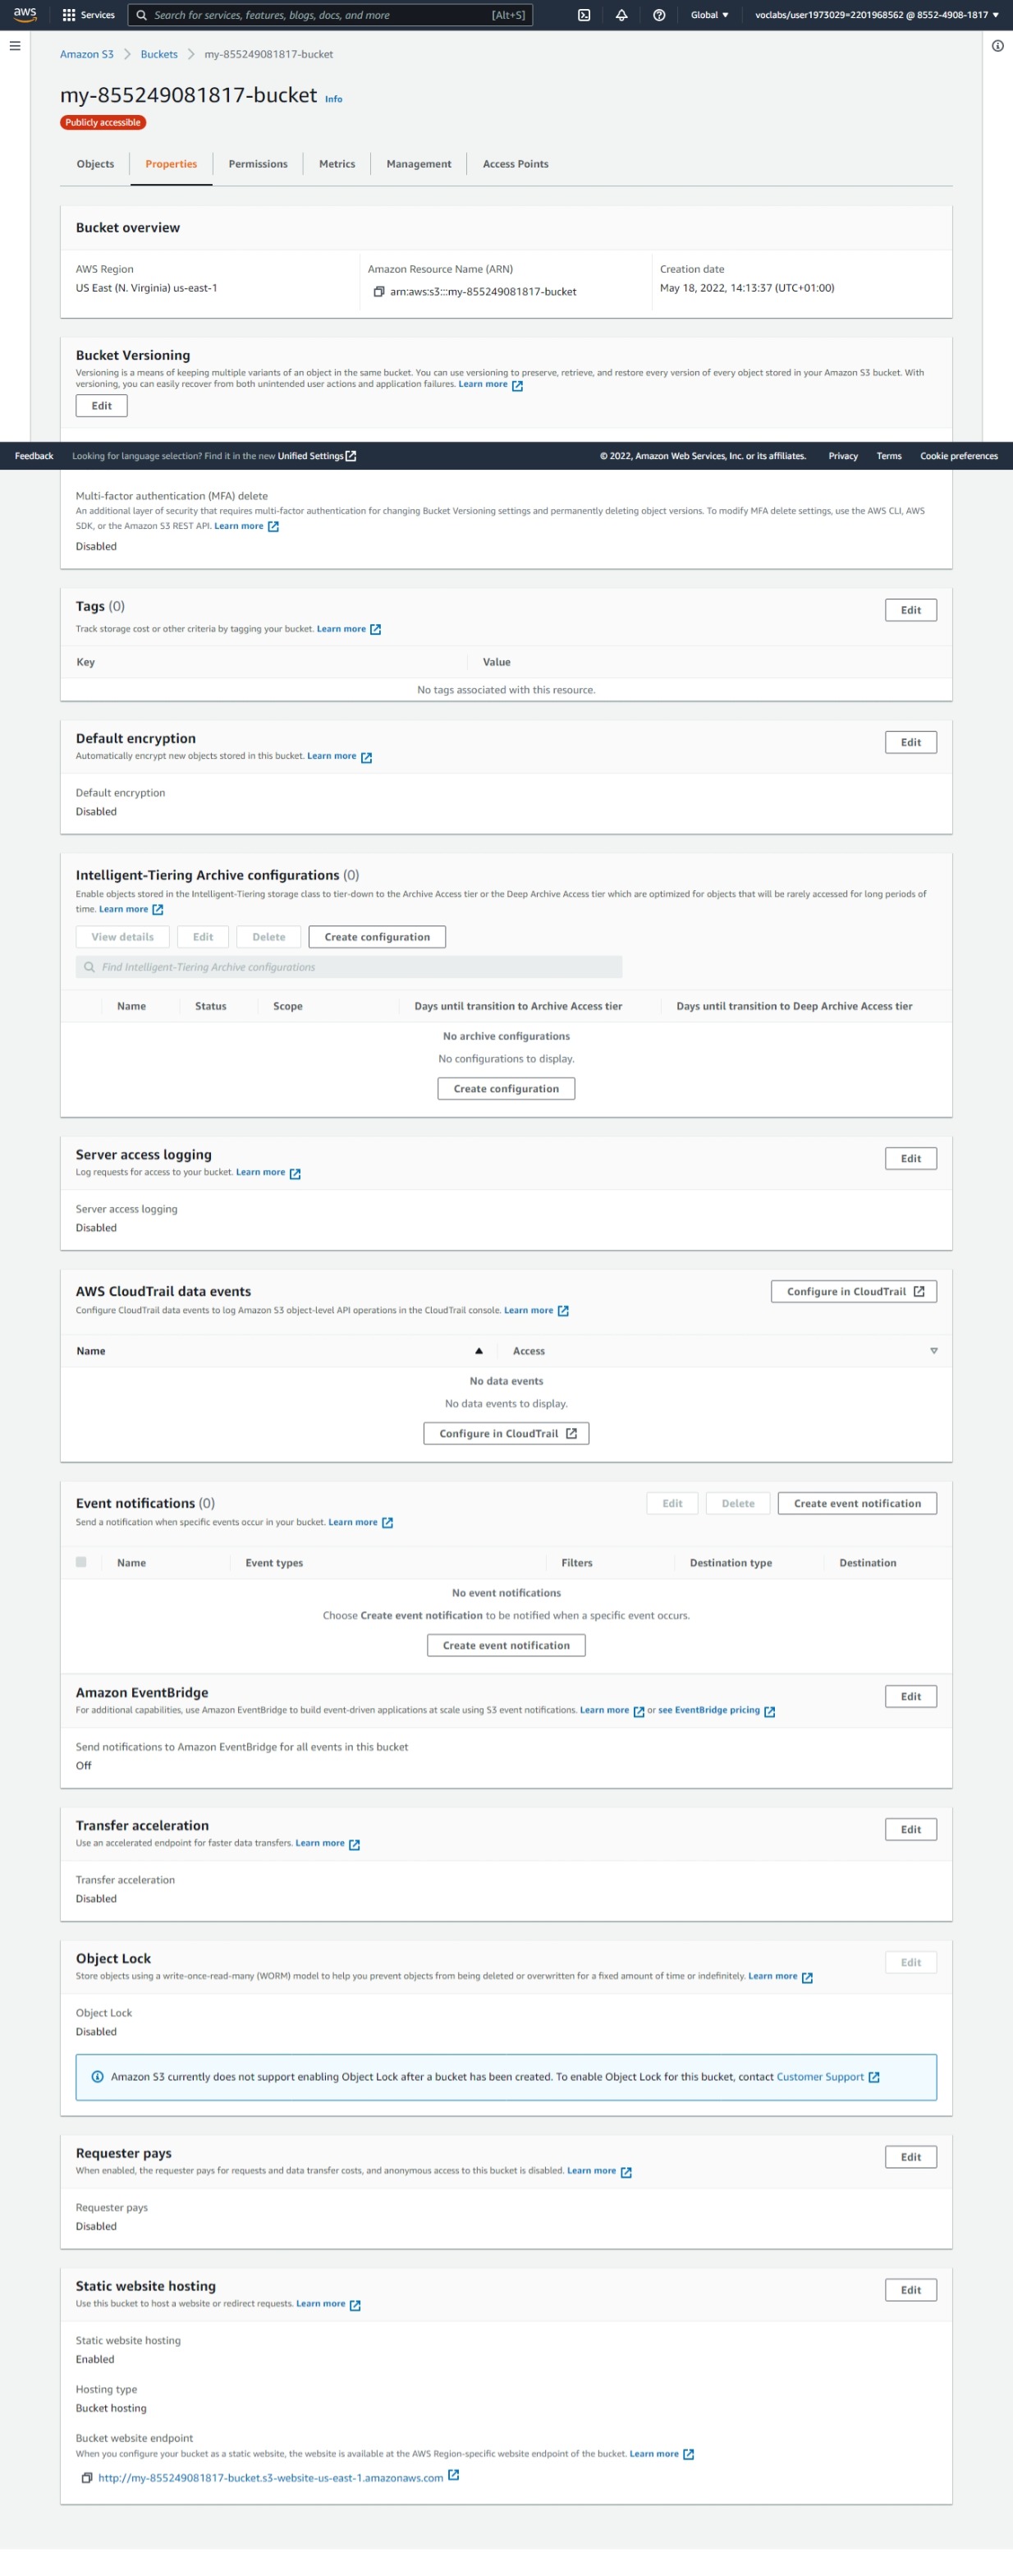 aws Services Search for services, features, blogs, docs, and more [Alt+S] Global voclabs/user1973029=2201968562 @ 8552-4908-1817
Amazon S3 Buckets my-855249081817-bucket
my-855249081817-bucket Info
Publicly accessible
Objects Properties Permissions Metrics Management Access Points
Bucket overview
AWS Region Amazon Resource Name (ARN) Creation date
US East (N. Virginia) us-east-1 arn:aws:s3:::my-855249081817-bucket May 18, 2022, 14:13:37 (UTC+01:00)
Bucket Versioning
Versioning is a means of keeping multiple variants of an object in the same bucket. You can use versioning to preserve, retrieve, and restore every version of every object stored in your Amazon S3 bucket. With
versioning, you can easily recover from both unintended user actions and application failures. Learn more
Edit
Feedback Looking for language selection? Find it in the new Unified Settings © 2022, Amazon Web Services, Inc. or its affiliates. Privacy Terms Cookie preferences
Multi-factor authentication (MFA) delete
An additional layer of security that requires multi-factor authentication for changing Bucket Versioning settings and permanently deleting object versions. To modify MFA delete settings, use the AWS CLI, AWS
SDK, or the Amazon S3 REST API. Learn more
Disabled
Tags (0) Edit
Track storage cost or other criteria by tagging your bucket. Learn more
Key Value
No tags associated with this resource.
Default encryption Edit
Automatically encrypt new objects stored in this bucket. Learn more
Default encryption
Disabled
Intelligent-Tiering Archive configurations (0)
Enable objects stored in the Intelligent-Tiering storage class to tier-down to the Archive Access tier or the Deep Archive Access tier which are optimized for objects that will be rarely accessed for long periods of
time. Learn more
View details Edit Delete Create configuration
Find Intelligent-Tiering Archive configurations
Name Status Scope Days until transition to Archive Access tier Days until transition to Deep Archive Access tier
No archive configurations
No configurations to display.
Create configuration
Server access logging Edit
Log requests for access to your bucket. Learn more
Server access logging
Disabled
AWS CloudTrail data events Configure in CloudTrail
Configure CloudTrail data events to log Amazon S3 object-level API operations in the CloudTrail console. Learn more
Name Access
No data events
No data events to display.
Configure in CloudTrail
Event notifications (0) Edit Delete Create event notification
Send a notification when specific events occur in your bucket. Learn more
Name Event types Filters Destination type Destination
No event notifications
Choose Create event notification to be notified when a specific event occurs.
Create event notification
Amazon EventBridge Edit
For additional capabilities, use Amazon EventBridge to build event-driven applications at scale using S3 event notifications. Learn more or see EventBridge pricing
Send notifications to Amazon EventBridge for all events in this bucket
Off
Transfer acceleration Edit
Use an accelerated endpoint for faster data transfers. Learn more
Transfer acceleration
Disabled
Object Lock Edit
Store objects using a write-once-read-many (WORM) model to help you prevent objects from being deleted or overwritten for a fixed amount of time or indefinitely. Learn more
Object Lock
Disabled
Amazon S3 currently does not support enabling Object Lock after a bucket has been created. To enable Object Lock for this bucket, contact Customer Support
Requester pays Edit
When enabled, the requester pays for requests and data transfer costs, and anonymous access to this bucket is disabled. Learn more
Requester pays
Disabled
Static website hosting Edit
Use this bucket to host a website or redirect requests. Learn more
Static website hosting
Enabled
Hosting type
Bucket hosting
Bucket website endpoint
When you configure your bucket as a static website, the website is available at the AWS Region-specific website endpoint of the bucket. Learn more
http://my-855249081817-bucket.s3-website-us-east-1.amazonaws.com